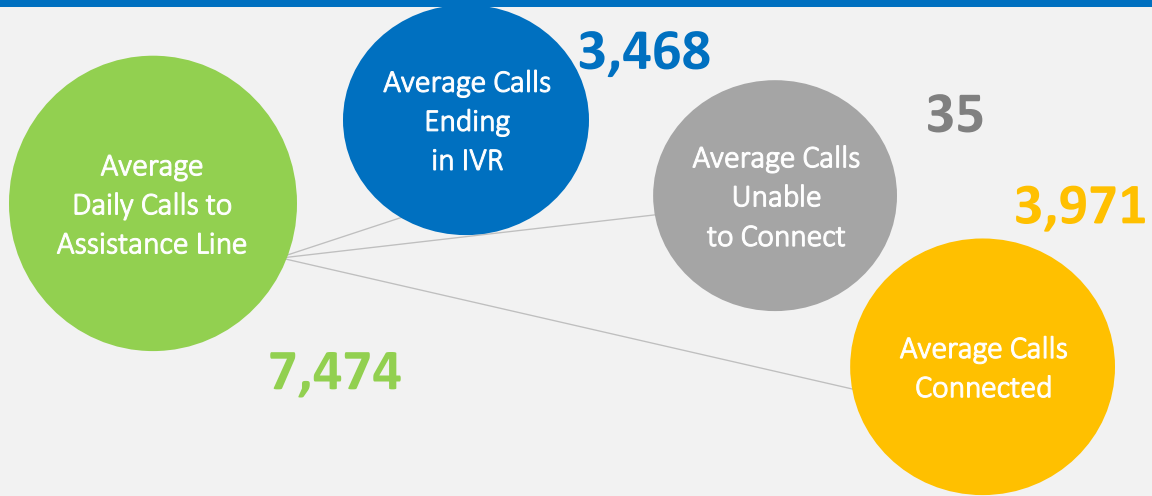 Average
Daily Calls to
Assistance Line
7,474
Average Calls
Ending
in IVR
3,468
Average Calls
Unable
to Connect
35
Average Calls
Connected
3,971